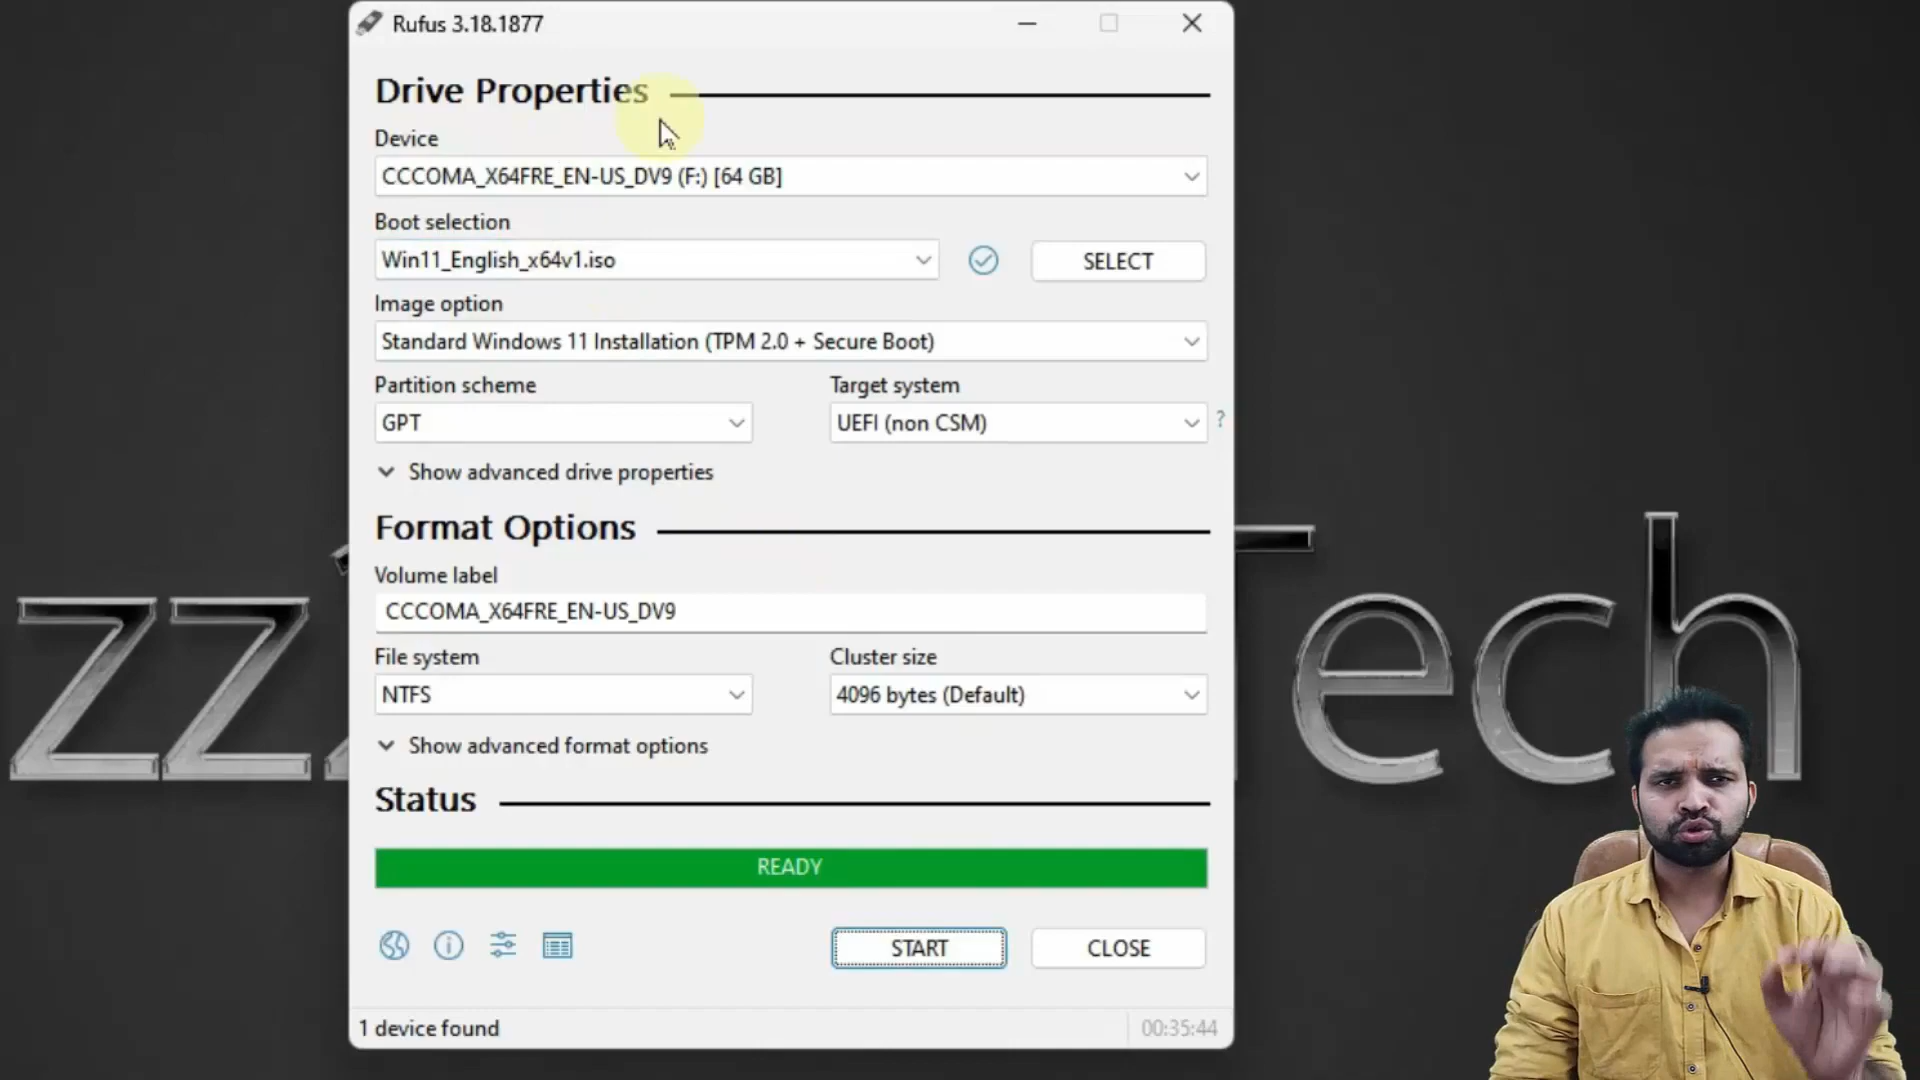 Rufus 3.18.1877
Drive Properties
Device
CCCOMA_X64FRE_EN-US_DV9 (F:) [64 GB]
Boot selection
Win11_English_x64v1.iso
SELECT
Image option
Standard Windows 11 Installation (TPM 2.0 + Secure Boot)
Partition scheme
Target system
GPT
UEFI (non CSM)
?
Show advanced drive properties
Format Options
Volume label
CCCOMA_X64FRE_EN-US_DV9
File system
Cluster size
NTFS
4096 bytes (Default)
Show advanced format options
Status
READY
START
CLOSE
1 device found
00:35:44
zz
Tech